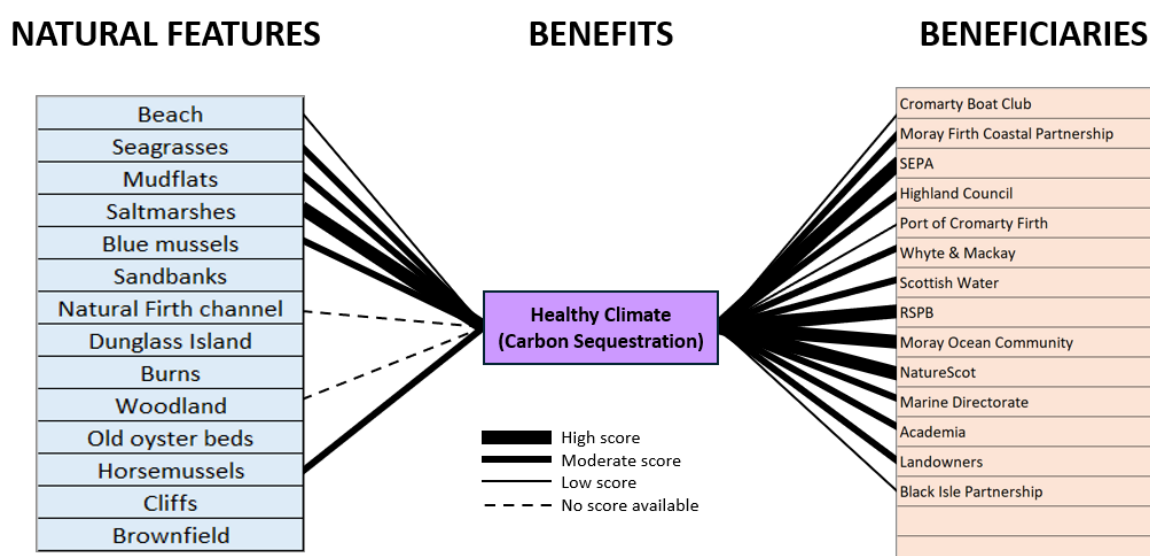 NATURAL FEATURES
BENEFITS
BENEFICIARIES
Beach
Seagrasses
Mudflats
Saltmarshes
Blue mussels
Sandbanks
Natural Firth channel
Dunglass Island
Burns
Woodland
Old oyster beds
Horsemussels
Cliffs
Brownfield
Healthy Climate
(Carbon Sequestration)
High score
Moderate score
Low score
No score available
Cromarty Boat Club
Moray Firth Coastal Partnership
SEPA
Highland Council
Port of Cromarty Firth
Whyte & Mackay
Scottish Water
RSPB
Moray Ocean Community
NatureScot
Marine Directorate
Academia
Landowners
Black Isle Partnership